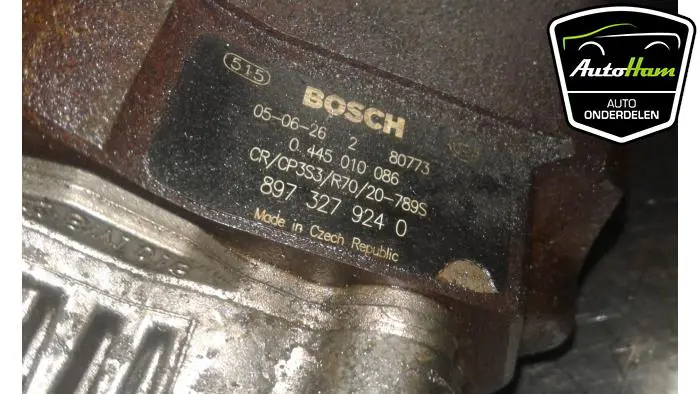 515
BOSCH
05-06-26 2 80773
0 445 010 086
CR/CP3S3/R70/20-789S
897 327 924 0
Made in Czech Republic
AutoHam
AUTO
ONDERDELEN